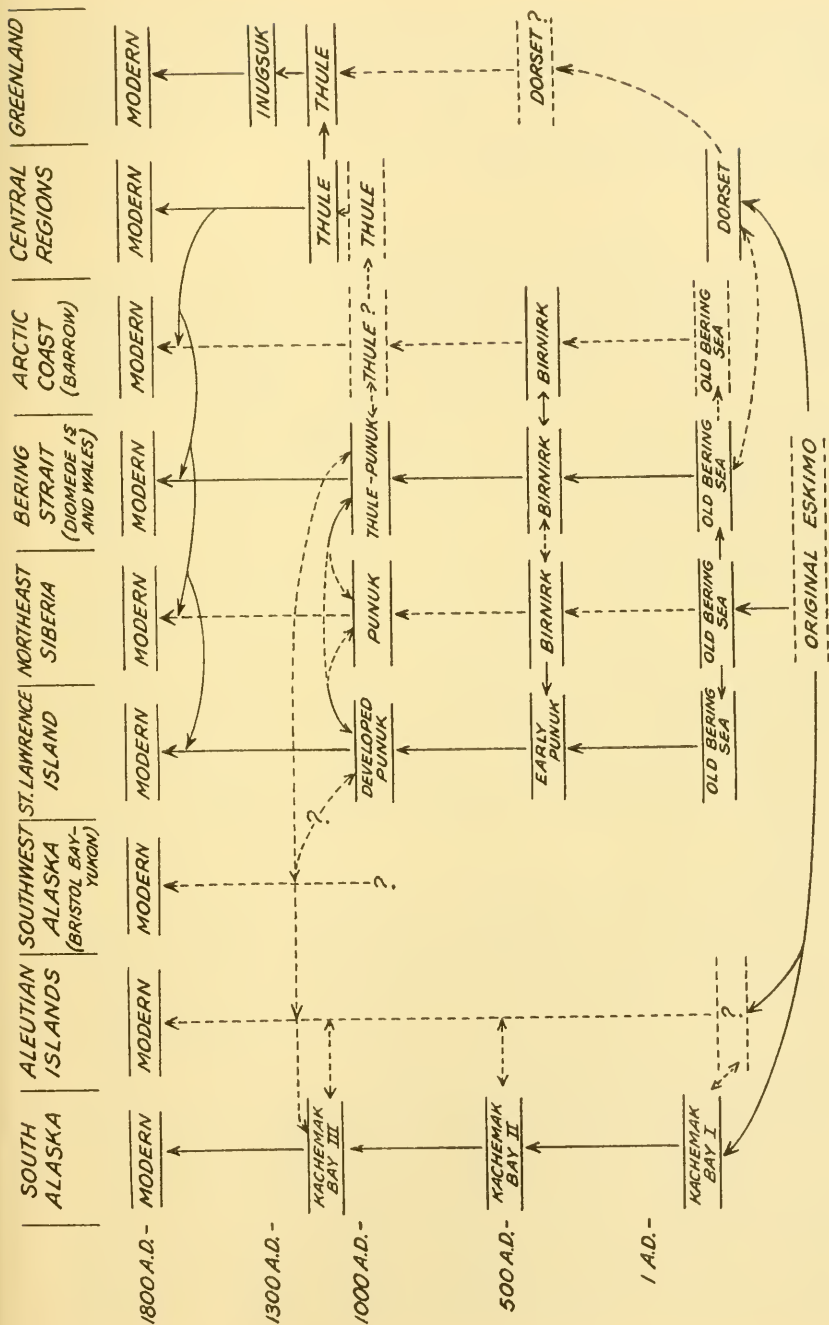 SOUTH
ALASKA
ALEUTIAN
ISLANDS
SOUTHWEST
ALASKA
(BRISTOL BAY-
YUKON)
ST. LAWRENCE
ISLAND
NORTHEAST
SIBERIA
BERING
STRAIT
(DIOMEDE IS
AND WALES)
ARCTIC
COAST
(BARROW)
CENTRAL
REGIONS
GREENLAND
1800 A.D.-
MODERN
MODERN
MODERN
MODERN
MODERN
MODERN
MODERN
MODERN
MODERN
1300 A.D.-
INUGSUK
KACHEMAK
BAY III
?
THULE
THULE
1000 A.D.-
?
DEVELOPED
PUNUK
PUNUK
THULE-PUNUK
THULE ?
THULE
500 A.D.-
KACHEMAK
BAY II
EARLY
PUNUK
BIRNIRK
BIRNIRK
BIRNIRK
DORSET ?
1 A.D.-
KACHEMAK
BAY I
?
OLD BERING
SEA
OLD BERING
SEA
OLD BERING
SEA
OLD BERING
SEA
DORSET
ORIGINAL ESKIMO